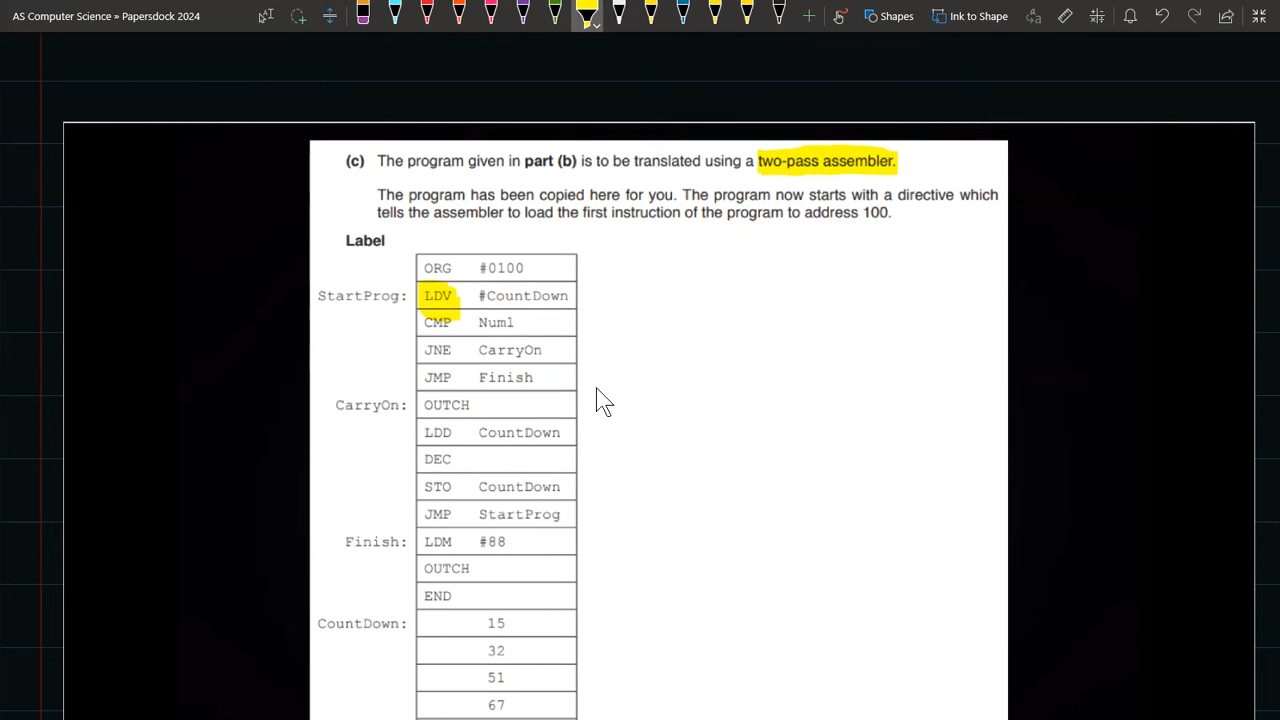 AS Computer Science » Papersdock 2024
Shapes
Ink to Shape
(c) The program given in part (b) is to be translated using a two-pass assembler.
The program has been copied here for you. The program now starts with a directive which
tells the assembler to load the first instruction of the program to address 100.
Label
ORG #0100
StartProg: LDV #CountDown
CMP Num1
JNE CarryOn
JMP Finish
CarryOn: OUTCH
LDD CountDown
DEC
STO CountDown
JMP StartProg
Finish: LDM #88
OUTCH
END
CountDown: 15
32
51
67